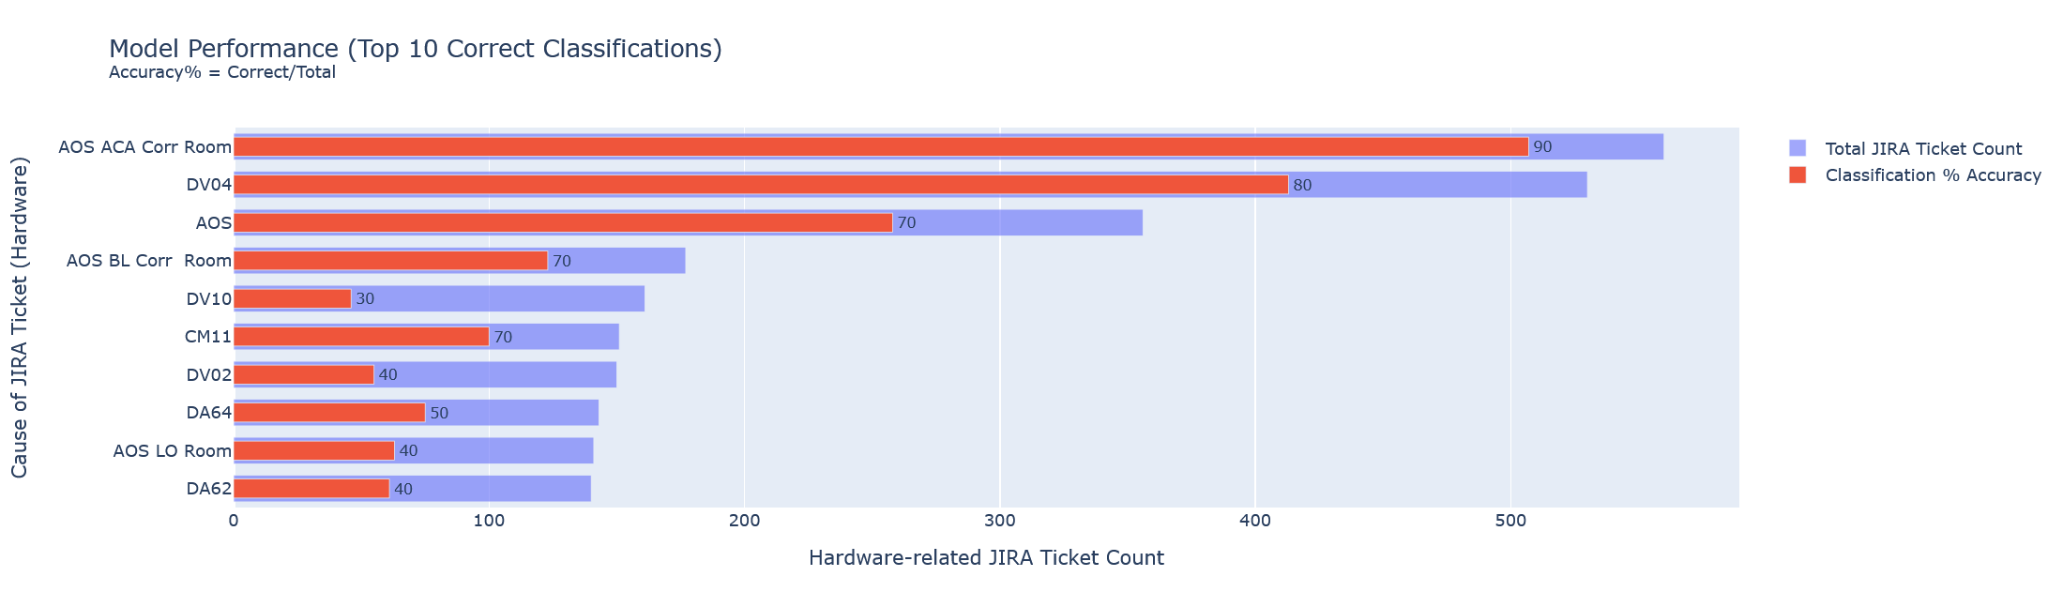 Model Performance (Top 10 Correct Classifications)
Accuracy% = Correct/Total
Cause of JIRA Ticket (Hardware)
AOS ACA Corr Room
90
DV04
80
AOS
70
AOS BL Corr  Room
70
DV10
30
CM11
70
DV02
40
DA64
50
AOS LO Room
40
DA62
40
0 100 200 300 400 500
Hardware-related JIRA Ticket Count
Total JIRA Ticket Count
Classification % Accuracy